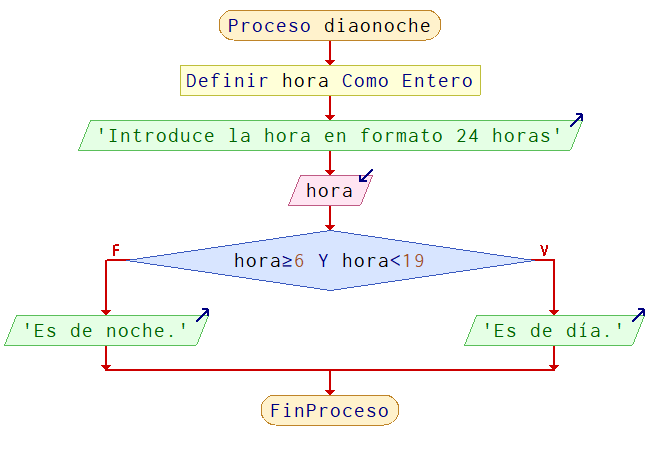 Proceso diaonoche
Definir hora Como Entero
'Introduce la hora en formato 24 horas'
hora
F
V
hora≥6 Y hora<19
'Es de noche.'
'Es de día.'
FinProceso